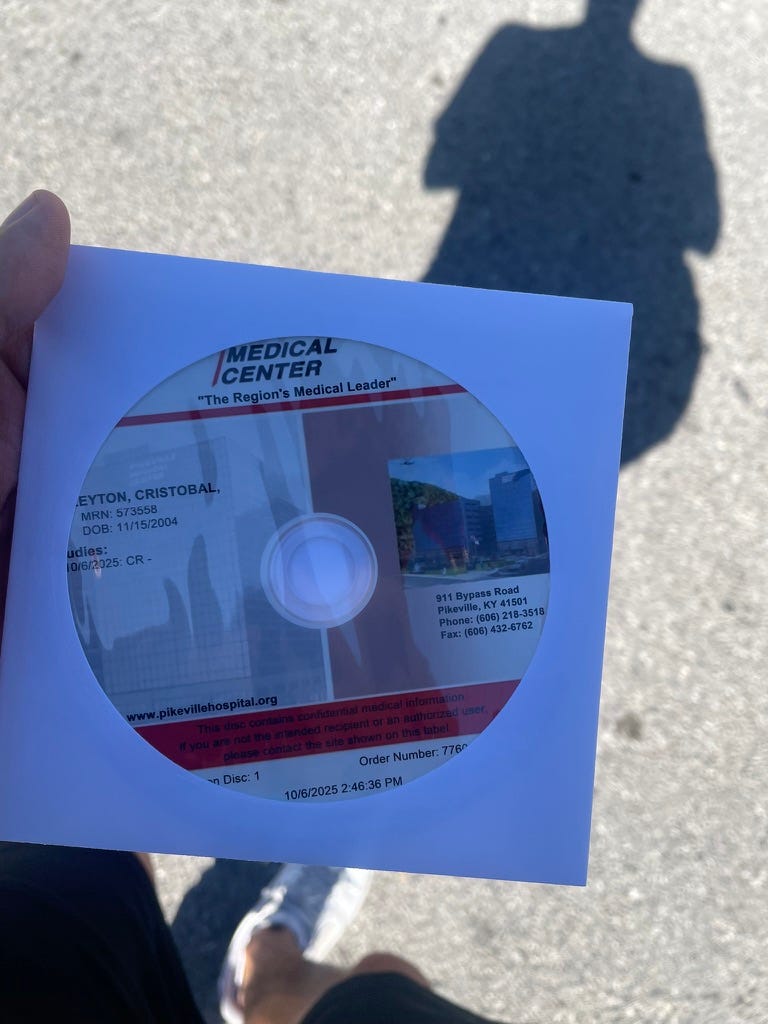 MEDICAL
CENTER
"The Region's Medical Leader"
EYTON, CRISTOBAL,
MRN: 573558
DOB: 11/15/2004
udies:
10/6/2025: CR -
911 Bypass Road
Pikeville, KY 41501
Phone: (606) 218-3518
Fax: (606) 432-6762
www.pikevillehospital.org
This disc contains confidential medical information.
If you are not the intended recipient or an authorized user,
please contact the site shown on this label.
on Disc: 1
Order Number: 7760
10/6/2025 2:46:36 PM